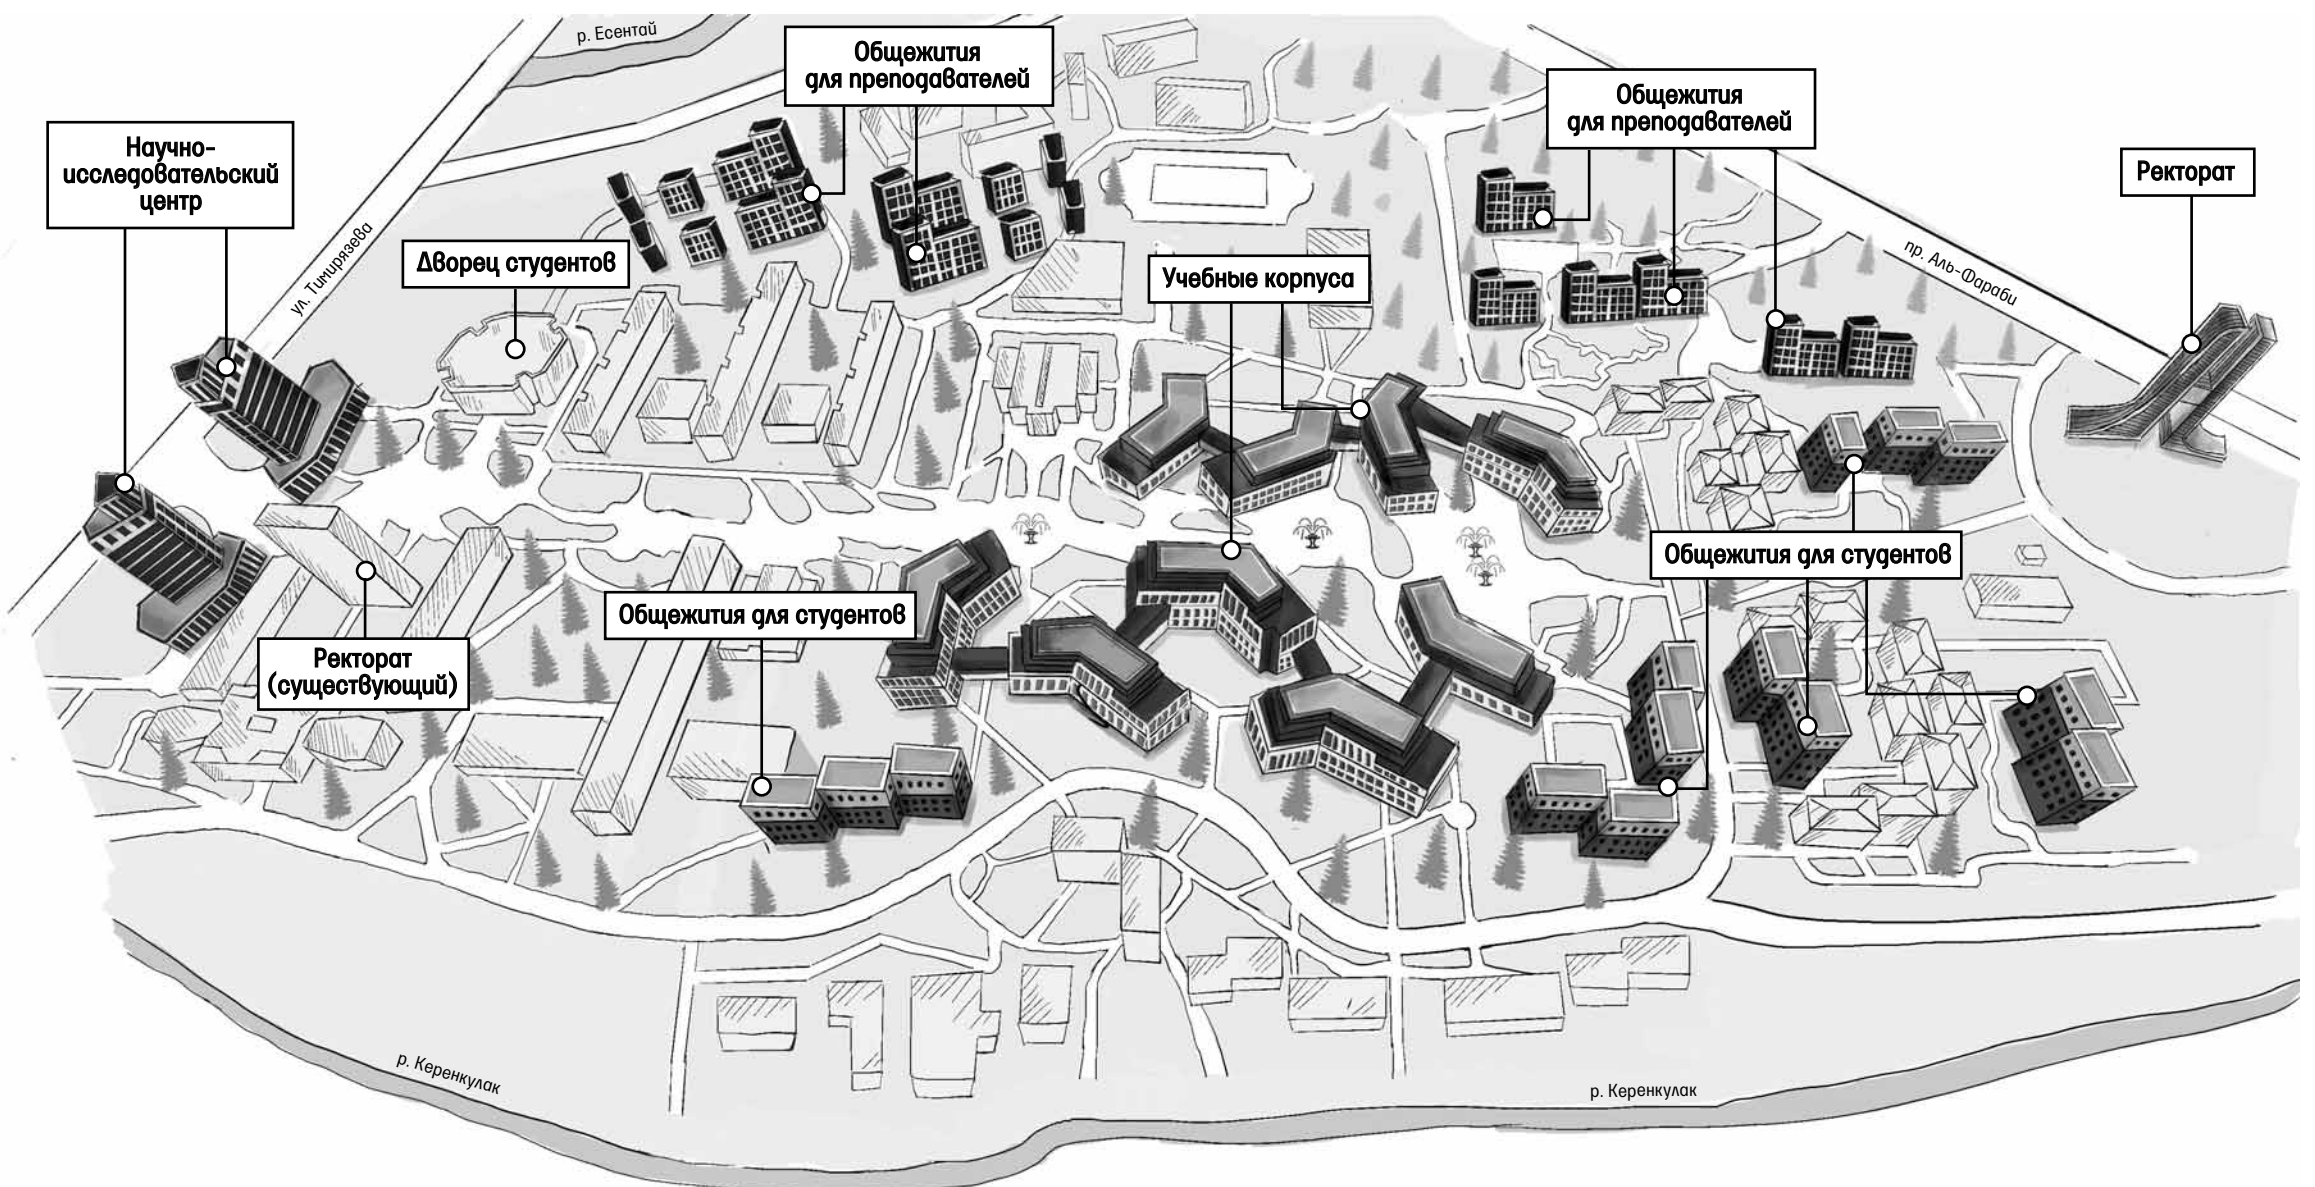 р. Есентай
Общежития
для преподавателей
Общежития
для преподавателей
Научно-
исследовательский
центр
Ректорат
ул. Тимирязева
Дворец студентов
Учебные корпуса
пр. Аль-Фараби
Общежития для студентов
Общежития для студентов
Ректорат
(существующий)
р. Керенкулак
р. Керенкулак